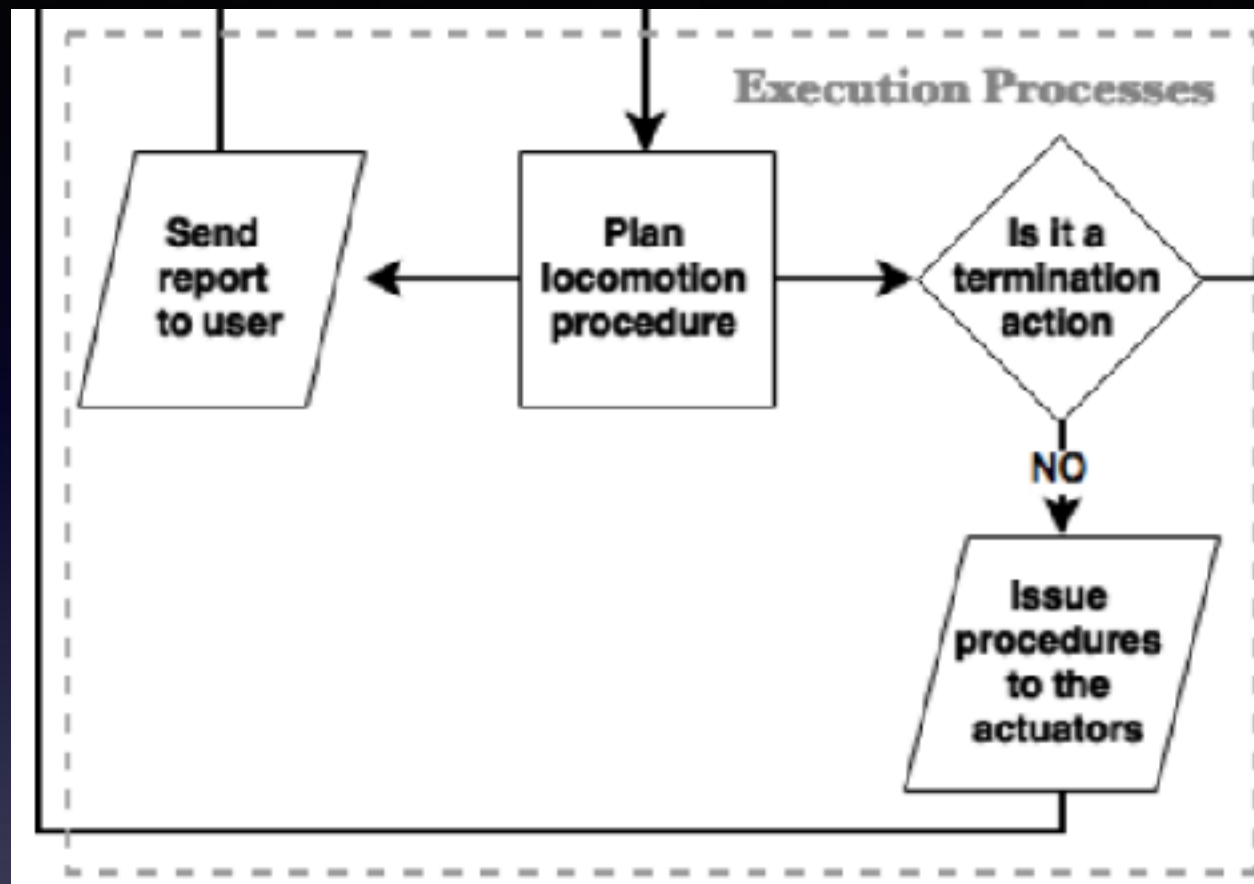 Execution Processes
Send
report
to user
Plan
locomotion
procedure
Is it a
termination
action
NO
Issue
procedures
to the
actuators